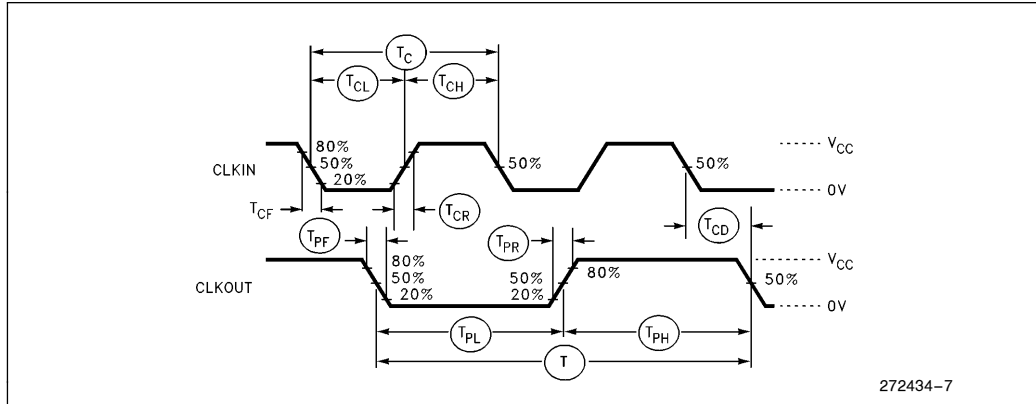 T_C
T_CL T_CH
80% V_CC
CLKIN 50% 50% 50%
20% 0V
T_CF T_CR T_CD
T_PF T_PR
80% 80% V_CC
CLKOUT 50% 50% 50%
20% 20% 0V
T_PL T_PH
T
272434–7